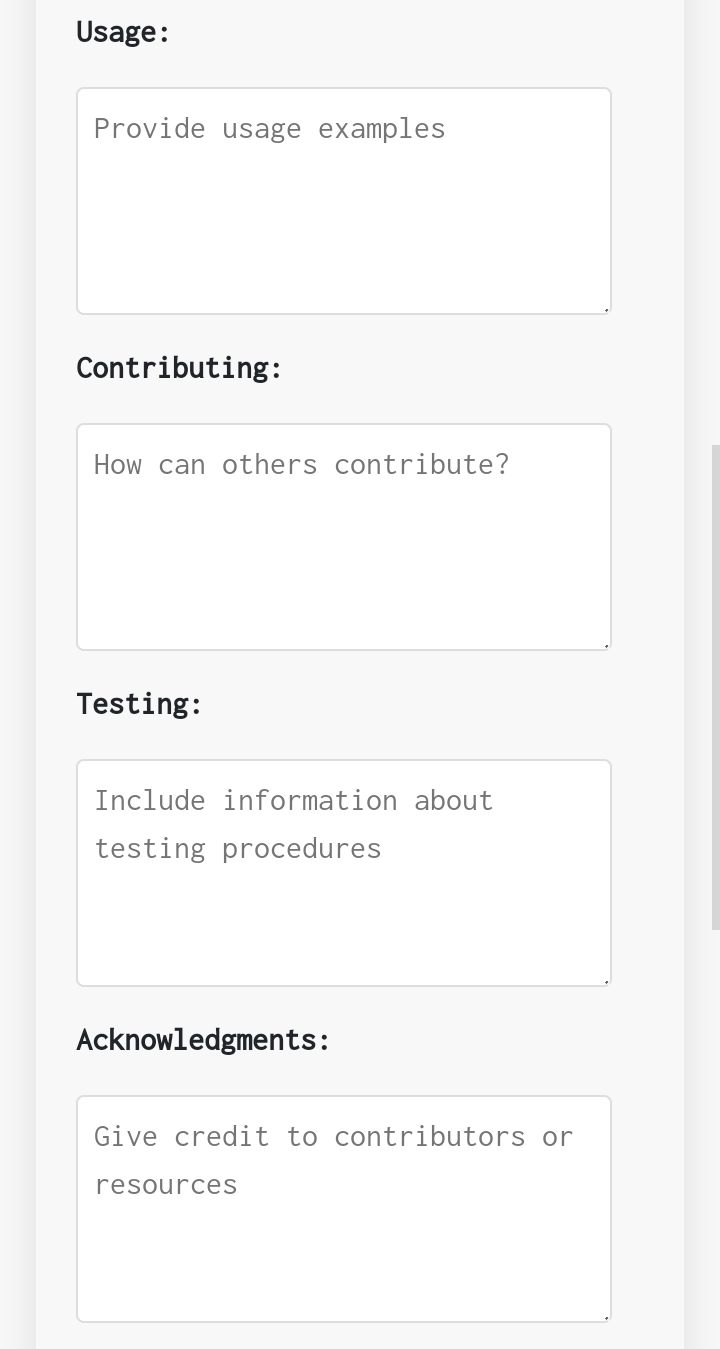 Usage:
Provide usage examples
Contributing:
How can others contribute?
Testing:
Include information about
testing procedures
Acknowledgments:
Give credit to contributors or
resources